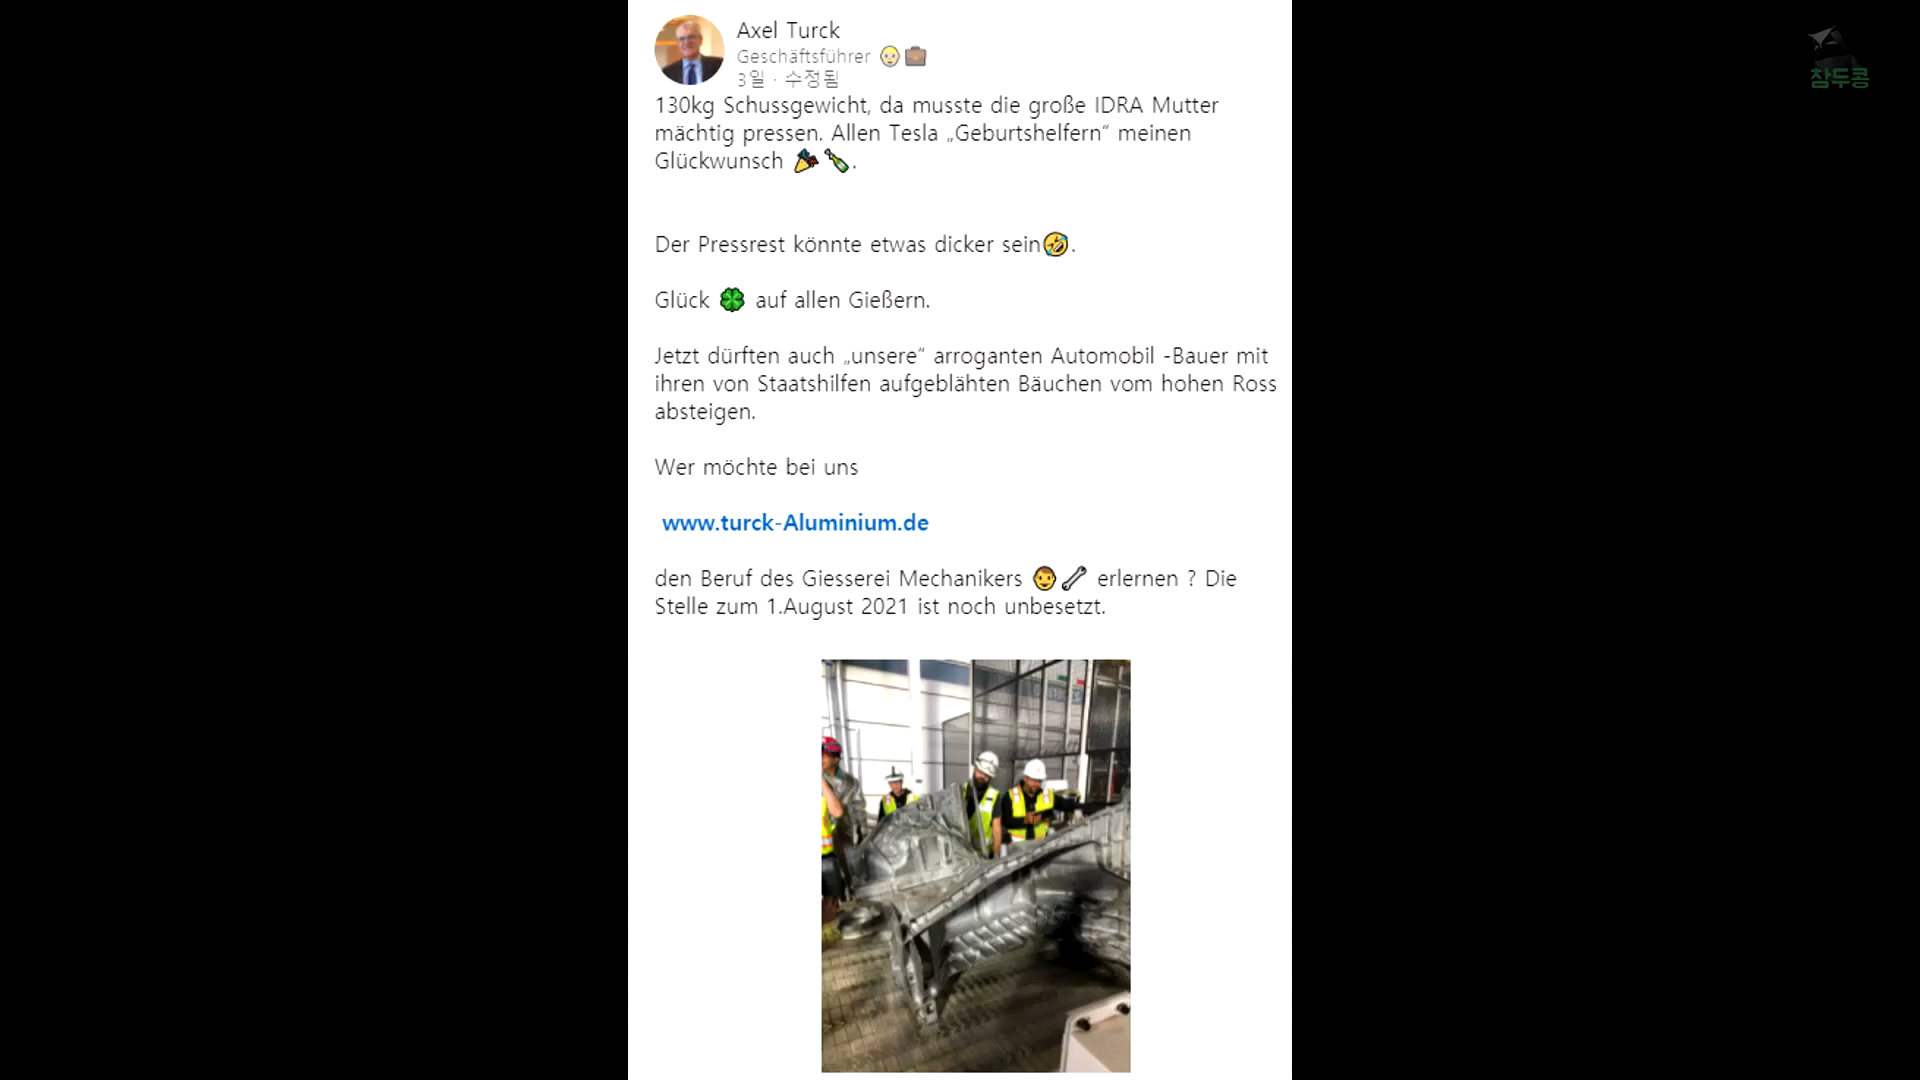 Axel Turck
Geschäftsführer 👨🏼‍💼
3일 · 수정됨
참두콩
130kg Schussgewicht, da musste die große IDRA Mutter
mächtig pressen. Allen Tesla „Geburtshelfern“ meinen
Glückwunsch 🎉🍾.
Der Pressrest könnte etwas dicker sein🤣.
Glück 🍀 auf allen Gießern.
Jetzt dürften auch „unsere“ arroganten Automobil -Bauer mit
ihren von Staatshilfen aufgeblähten Bäuchen vom hohen Ross
absteigen.
Wer möchte bei uns
www.turck-Aluminium.de
den Beruf des Giesserei Mechanikers 👨‍🔧 erlernen ? Die
Stelle zum 1.August 2021 ist noch unbesetzt.